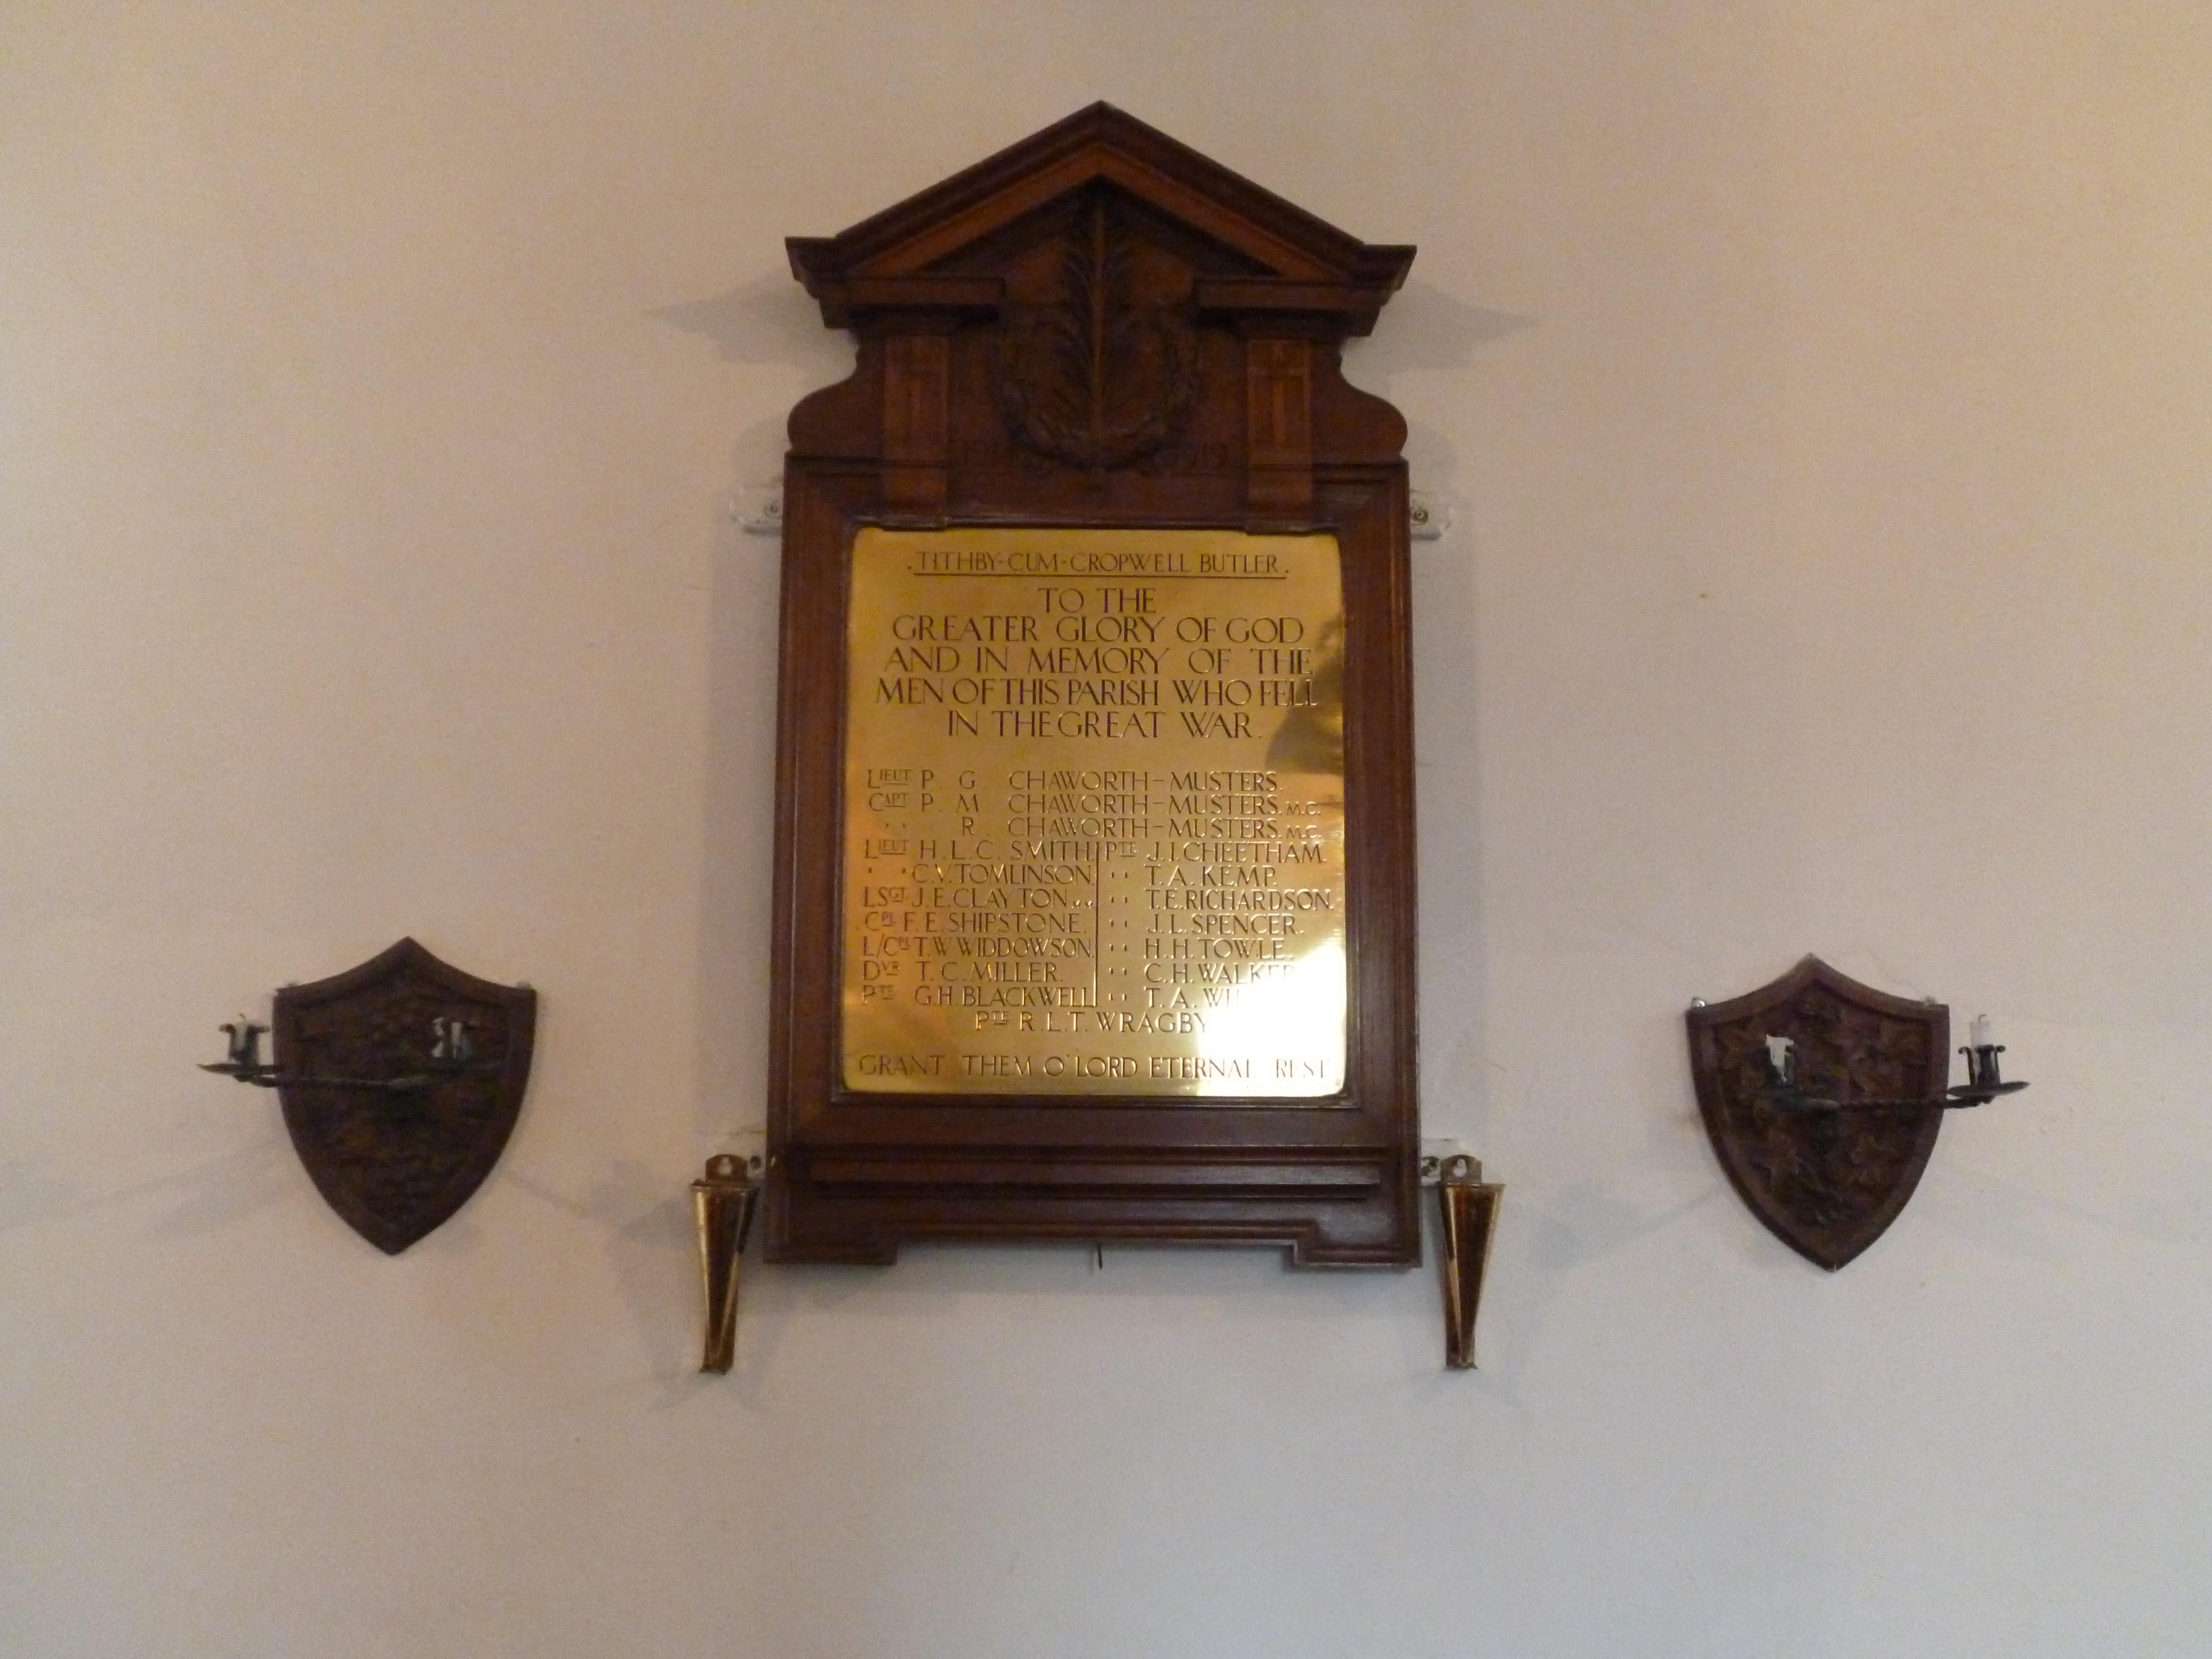 1919
.TITHBY-CUM-CROPWELL BUTLER.
TO THE
GREATER GLORY OF GOD
AND IN MEMORY OF THE
MEN OF THIS PARISH WHO FELL
IN THE GREAT WAR.
LIEUT P. G CHAWORTH-MUSTERS.
CAPT. P. M CHAWORTH-MUSTERS. M.C.
" R. CHAWORTH-MUSTERS. M.C.
LIEUT H.L.C. SMITH PTE J.I.CHEETHAM.
" C.V.TOMLINSON. " T.A.KEMP.
LSGT J.E.CLAYTON " T.E.RICHARDSON.
CPL F.E.SHIPSTONE. " J.L.SPENCER.
L/CPL T.W.WIDDOWSON. " H.H.TOWLE.
DVR T.C.MILLER. " C.H.WALKER
PTE G.H.BLACKWELL " T.A.
PTE R.L.T. WRAGBY
GRANT THEM O'LORD ETERNAL REST